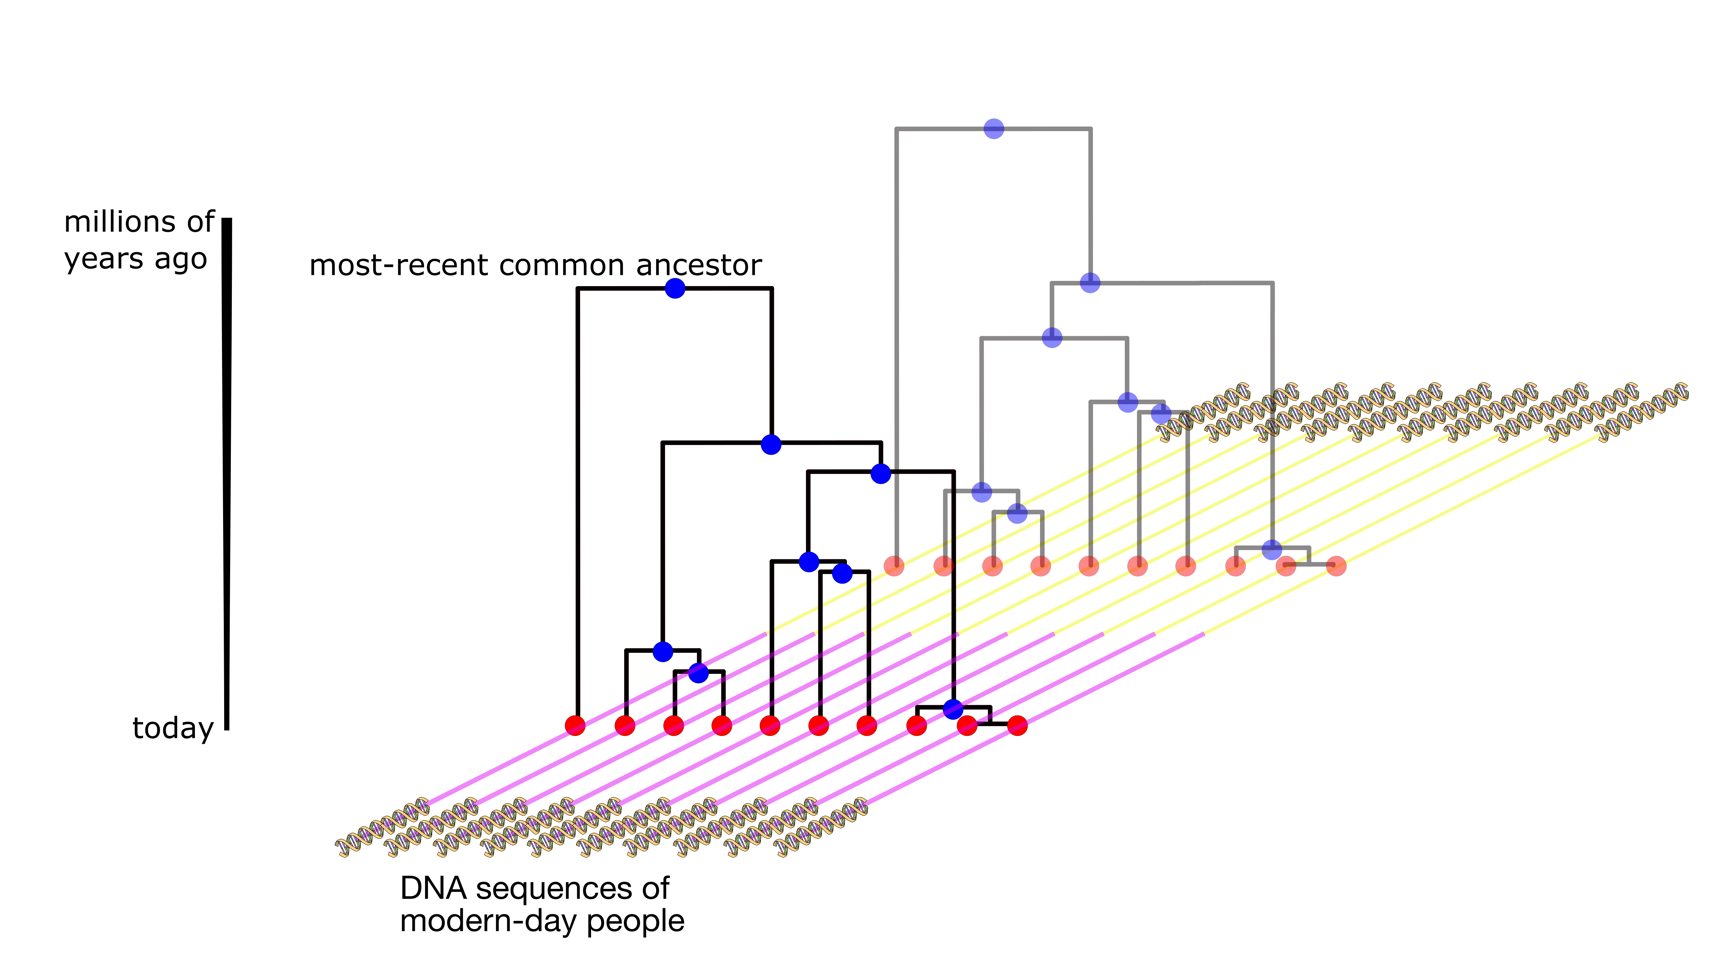 millions of
years ago
most-recent common ancestor
today
DNA sequences of
modern-day people